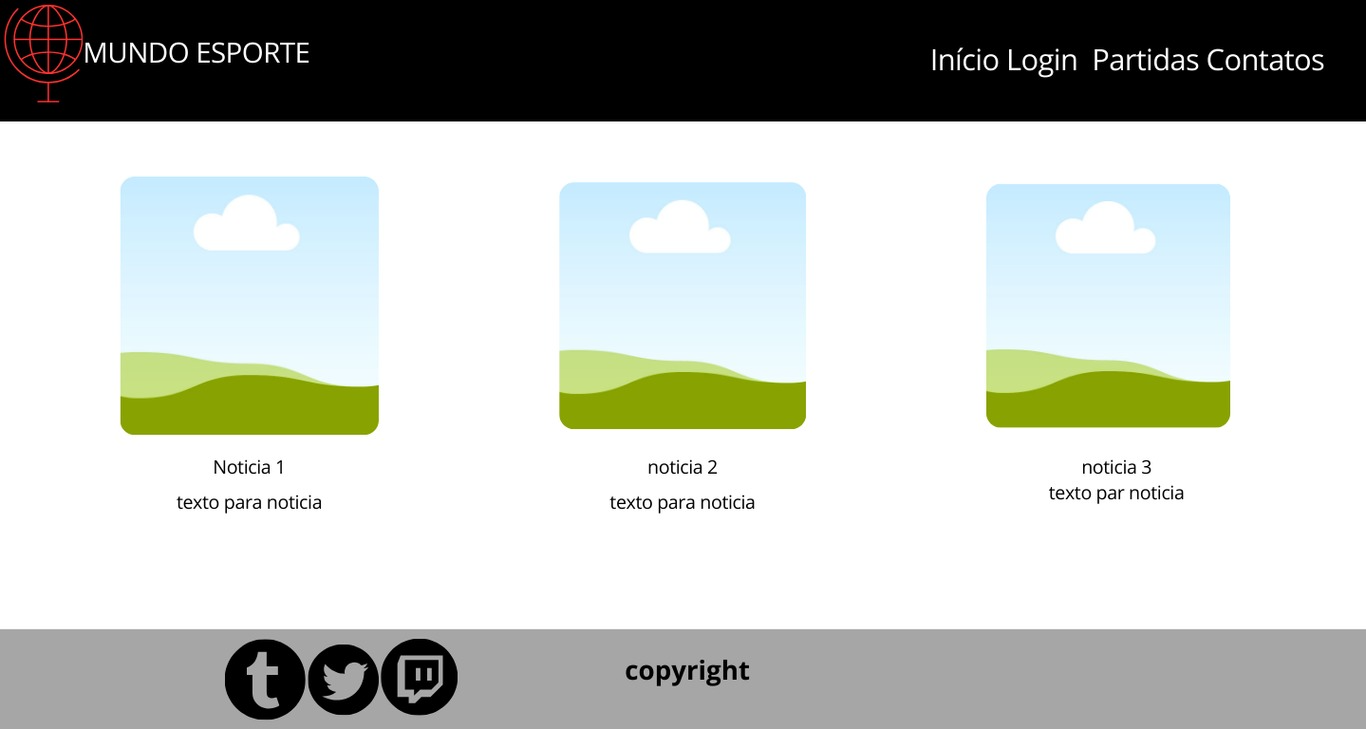 MUNDO ESPORTE
Início Login Partidas Contatos
Noticia 1
texto para noticia
noticia 2
texto para noticia
noticia 3
texto par noticia
copyright